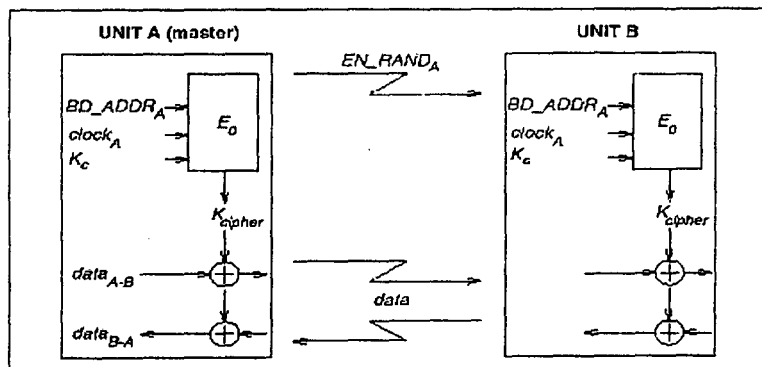 UNIT A (master)
UNIT B
EN_RAND_A
BD_ADDR_A
clock_A
K_c
E_0
K_cipher
data_A-B
data_B-A
data
BD_ADDR_A
clock_A
K_c
E_0
K_cipher